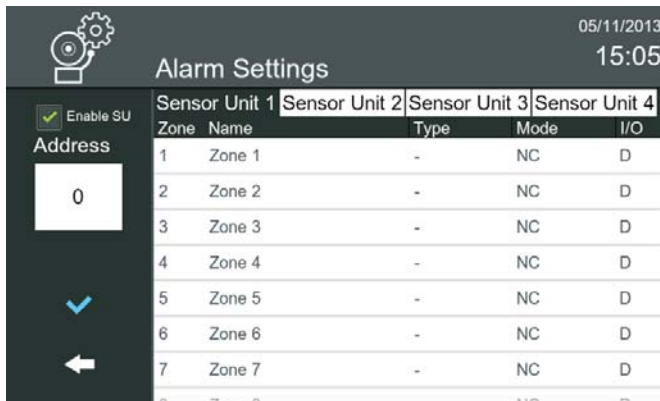 05/11/2013
15:05
Alarm Settings
Enable SU
Address
0
Sensor Unit 1 Sensor Unit 2 Sensor Unit 3 Sensor Unit 4
Zone Name Type Mode I/O
1 Zone 1 - NC D
2 Zone 2 - NC D
3 Zone 3 - NC D
4 Zone 4 - NC D
5 Zone 5 - NC D
6 Zone 6 - NC D
7 Zone 7 - NC D